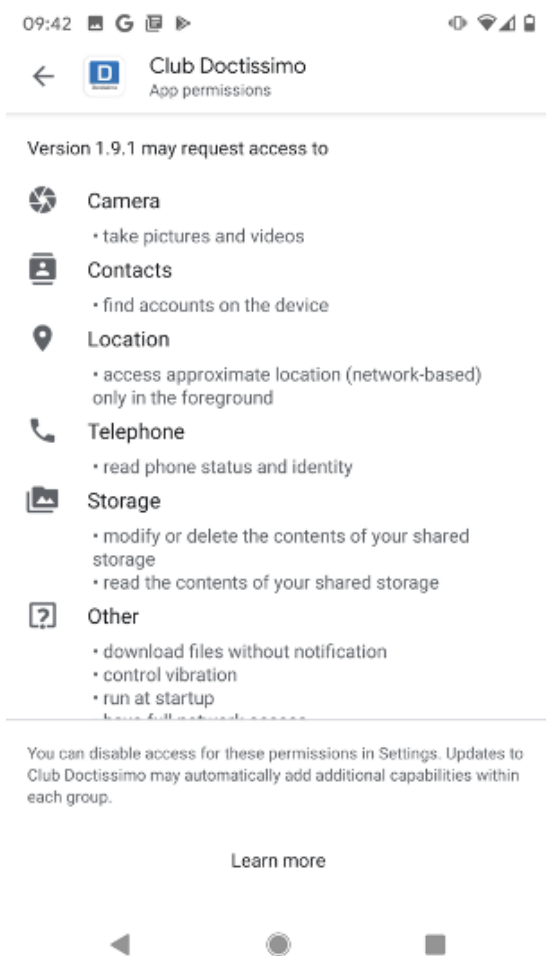 09:42
Club Doctissimo
App permissions
Version 1.9.1 may request access to
Camera
• take pictures and videos
Contacts
• find accounts on the device
Location
• access approximate location (network-based)
only in the foreground
Telephone
• read phone status and identity
Storage
• modify or delete the contents of your shared
storage
• read the contents of your shared storage
Other
• download files without notification
• control vibration
• run at startup
• have full network access
You can disable access for these permissions in Settings. Updates to
Club Doctissimo may automatically add additional capabilities within
each group.
Learn more